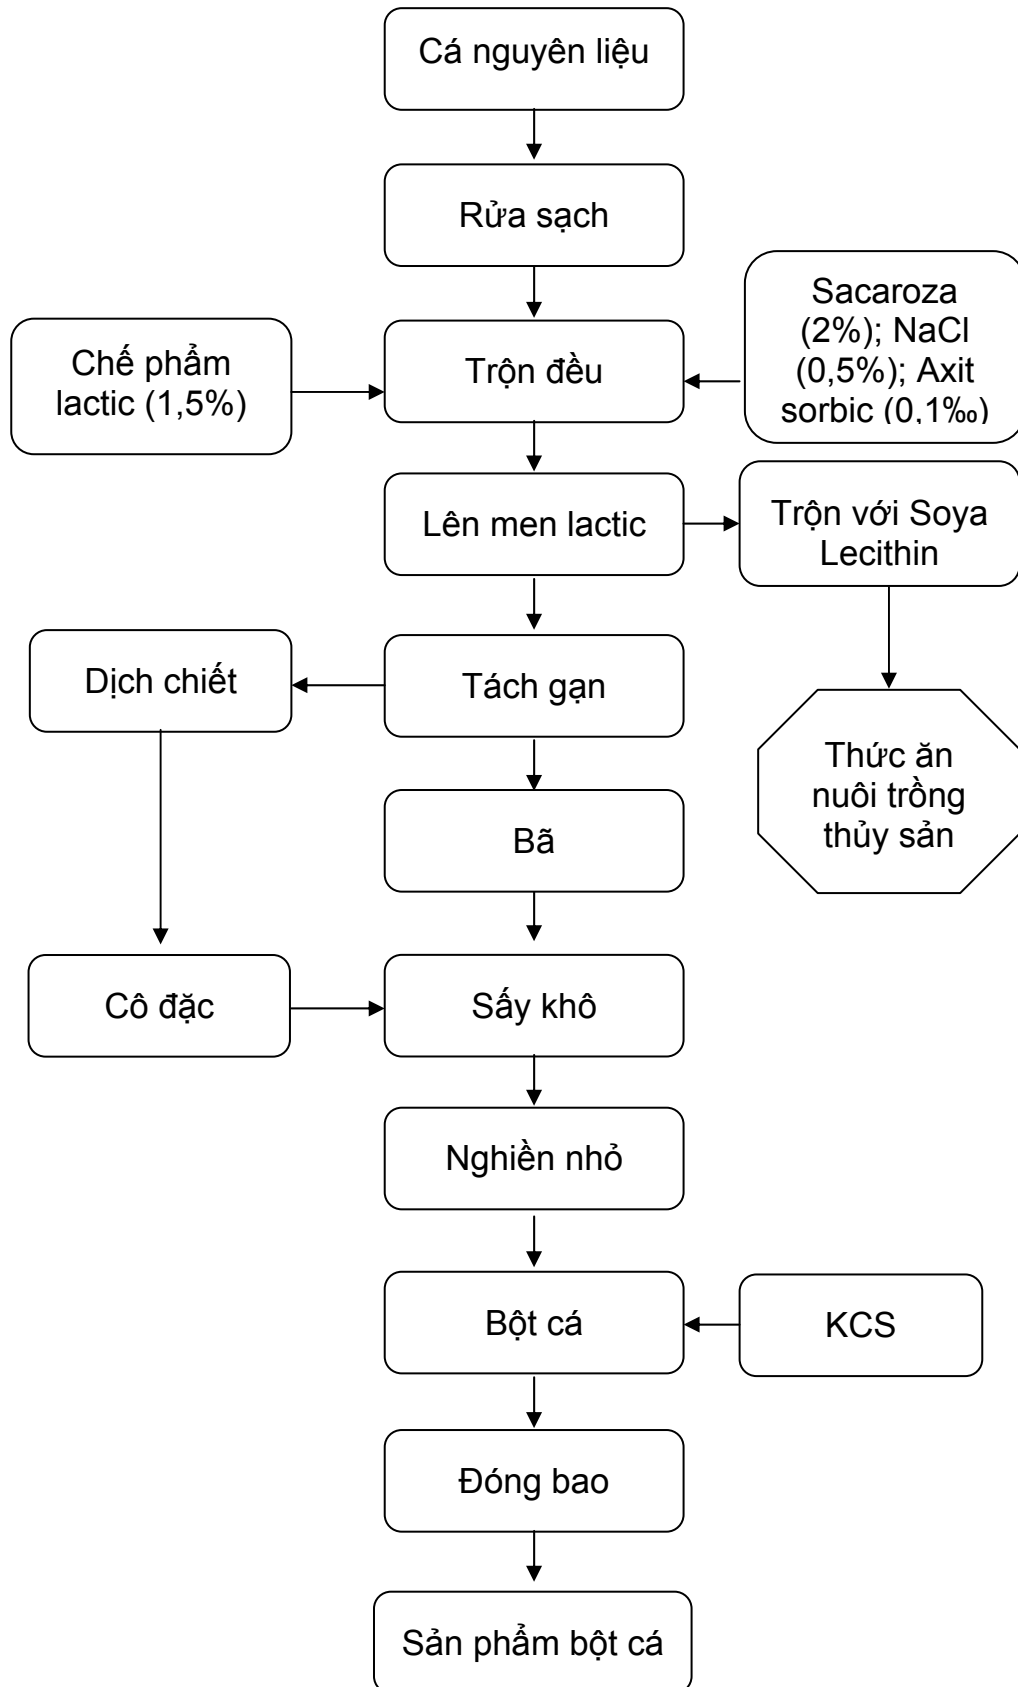 Cá nguyên liệu
Rửa sạch
Sacaroza
(2%); NaCl
(0,5%); Axit
sorbic (0,1‰)
Chế phẩm
lactic (1,5%)
Trộn đều
Lên men lactic
Trộn với Soya
Lecithin
Dịch chiết
Tách gạn
Thức ăn
nuôi trồng
thủy sản
Bã
Cô đặc
Sấy khô
Nghiền nhỏ
Bột cá
KCS
Đóng bao
Sản phẩm bột cá